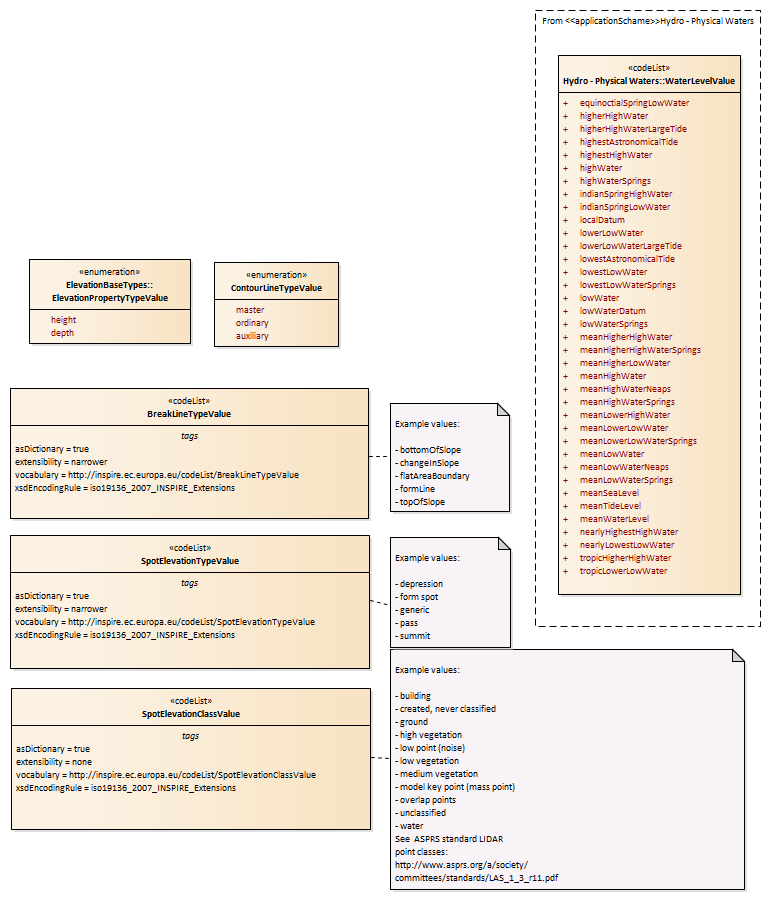 From <<applicationSchame>>Hydro - Physical Waters
«codeList»
Hydro - Physical Waters::WaterLevelValue
+ equinoctialSpringLowWater
+ higherHighWater
+ higherHighWaterLargeTide
+ highestAstronomicalTide
+ highestHighWater
+ highWater
+ highWaterSprings
+ indianSpringHighWater
+ indianSpringLowWater
+ localDatum
+ lowerLowWater
+ lowerLowWaterLargeTide
+ lowestAstronomicalTide
+ lowestLowWater
+ lowestLowWaterSprings
+ lowWater
+ lowWaterDatum
+ lowWaterSprings
+ meanHigherHighWater
+ meanHigherHighWaterSprings
+ meanHigherLowWater
+ meanHighWater
+ meanHighWaterNeaps
+ meanHighWaterSprings
+ meanLowerHighWater
+ meanLowerLowWater
+ meanLowerLowWaterSprings
+ meanLowWater
+ meanLowWaterNeaps
+ meanLowWaterSprings
+ meanSeaLevel
+ meanTideLevel
+ meanWaterLevel
+ nearlyHighestHighWater
+ nearlyLowestLowWater
+ tropicHigherHighWater
+ tropicLowerLowWater
«enumeration»
ElevationBaseTypes::
ElevationPropertyTypeValue
height
depth
«enumeration»
ContourLineTypeValue
master
ordinary
auxiliary
«codeList»
BreakLineTypeValue
tags
asDictionary = true
extensibility = narrower
vocabulary = http://inspire.ec.europa.eu/codeList/BreakLineTypeValue
xsdEncodingRule = iso19136_2007_INSPIRE_Extensions
Example values:
- bottomOfSlope
- changeInSlope
- flatAreaBoundary
- formLine
- topOfSlope
«codeList»
SpotElevationTypeValue
tags
asDictionary = true
extensibility = narrower
vocabulary = http://inspire.ec.europa.eu/codeList/SpotElevationTypeValue
xsdEncodingRule = iso19136_2007_INSPIRE_Extensions
Example values:
- depression
- form spot
- generic
- pass
- summit
«codeList»
SpotElevationClassValue
tags
asDictionary = true
extensibility = none
vocabulary = http://inspire.ec.europa.eu/codeList/SpotElevationClassValue
xsdEncodingRule = iso19136_2007_INSPIRE_Extensions
Example values:
- building
- created, never classified
- ground
- high vegetation
- low point (noise)
- low vegetation
- medium vegetation
- model key point (mass point)
- overlap points
- unclassified
- water
See ASPRS standard LIDAR
point classes:
http://www.asprs.org/a/society/
committees/standards/LAS_1_3_r11.pdf